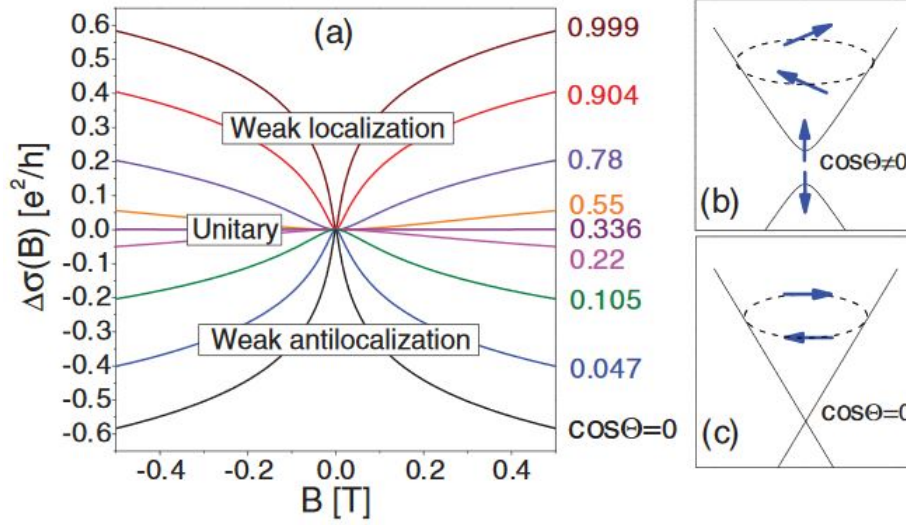 (a)
Δσ(B) [e²/h]
0.6
0.5
0.4
0.3
0.2
0.1
0.0
-0.1
-0.2
-0.3
-0.4
-0.5
-0.6
Weak localization
Unitary
Weak antilocalization
0.999
0.904
0.78
0.55
0.336
0.22
0.105
0.047
cosΘ=0
-0.4 -0.2 0.0 0.2 0.4
B [T]
cosΘ≠0
(b)
cosΘ=0
(c)